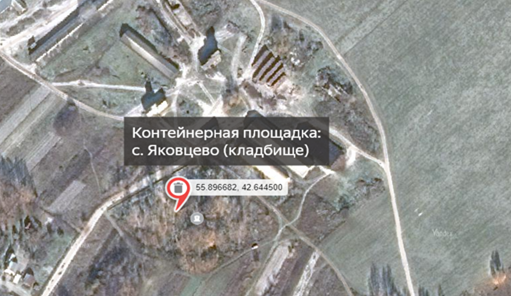 Контейнерная площадка:
с. Яковцево (кладбище)
55.896682, 42.644500